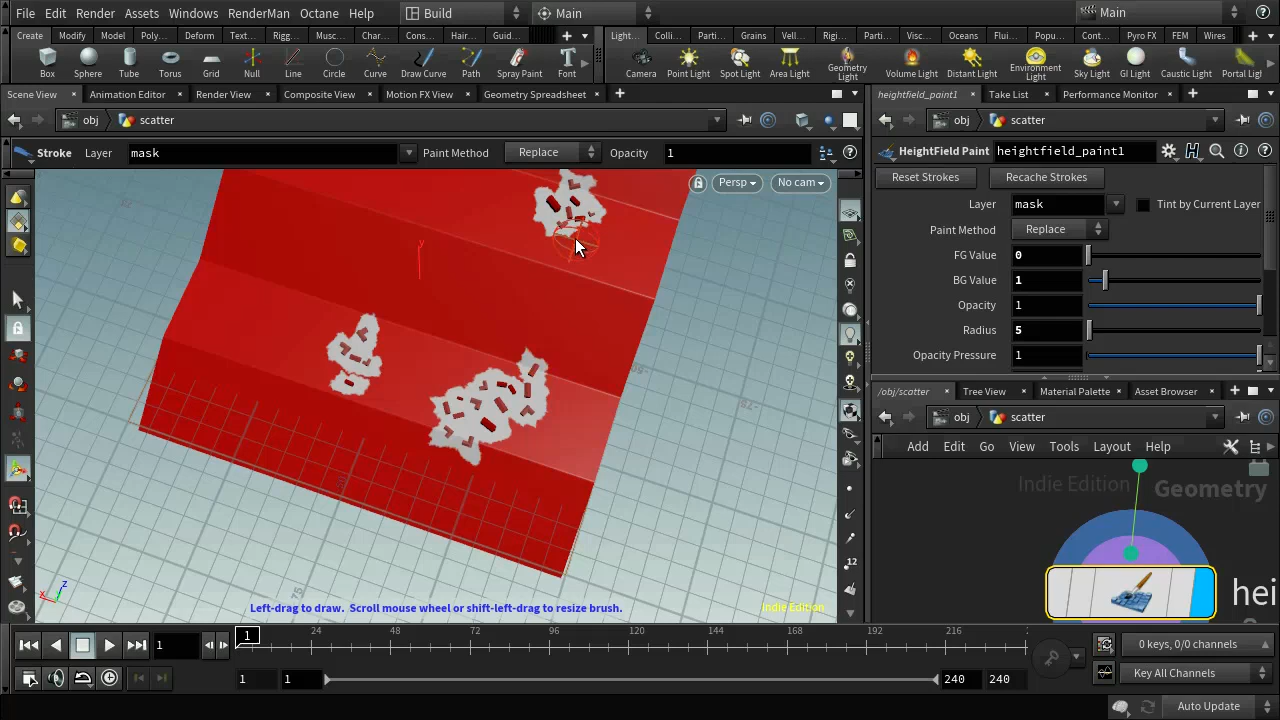 File Edit Render Assets Windows RenderMan Octane Help Build Main Main
Create Modify Model Poly... Deform Text... Rigg... Musc... Char... Cons... Hair... Guid... Light... Colli... Parti... Grains Vell... Rigi... Parti... Visc... Oceans Flui... Popu... Cont... Pyro FX FEM Wires
Box Sphere Tube Torus Grid Null Line Circle Curve Draw Curve Path Spray Paint Font Camera Point Light Spot Light Area Light Geometry Light Volume Light Distant Light Environment Light Sky Light GI Light Caustic Light Portal Ligh
Scene View Animation Editor Render View Composite View Motion FX View Geometry Spreadsheet
obj scatter
Stroke Layer mask Paint Method Replace Opacity 1
Persp No cam
y
Left-drag to draw. Scroll mouse wheel or shift-left-drag to resize brush.
Indie Edition
x z
12
heightfield_paint1 Take List Performance Monitor
obj scatter
HeightField Paint heightfield_paint1
Reset Strokes Recache Strokes
Layer mask Tint by Current Layer
Paint Method Replace
FG Value 0
BG Value 1
Opacity 1
Radius 5
Opacity Pressure 1
/obj/scatter Tree View Material Palette Asset Browser
obj scatter
Add Edit Go View Tools Layout Help
Indie Edition Geometry
hei
1 1 24 48 72 96 120 144 168 192 216
0 keys, 0/0 channels
1 1 240 240
Key All Channels
Auto Update